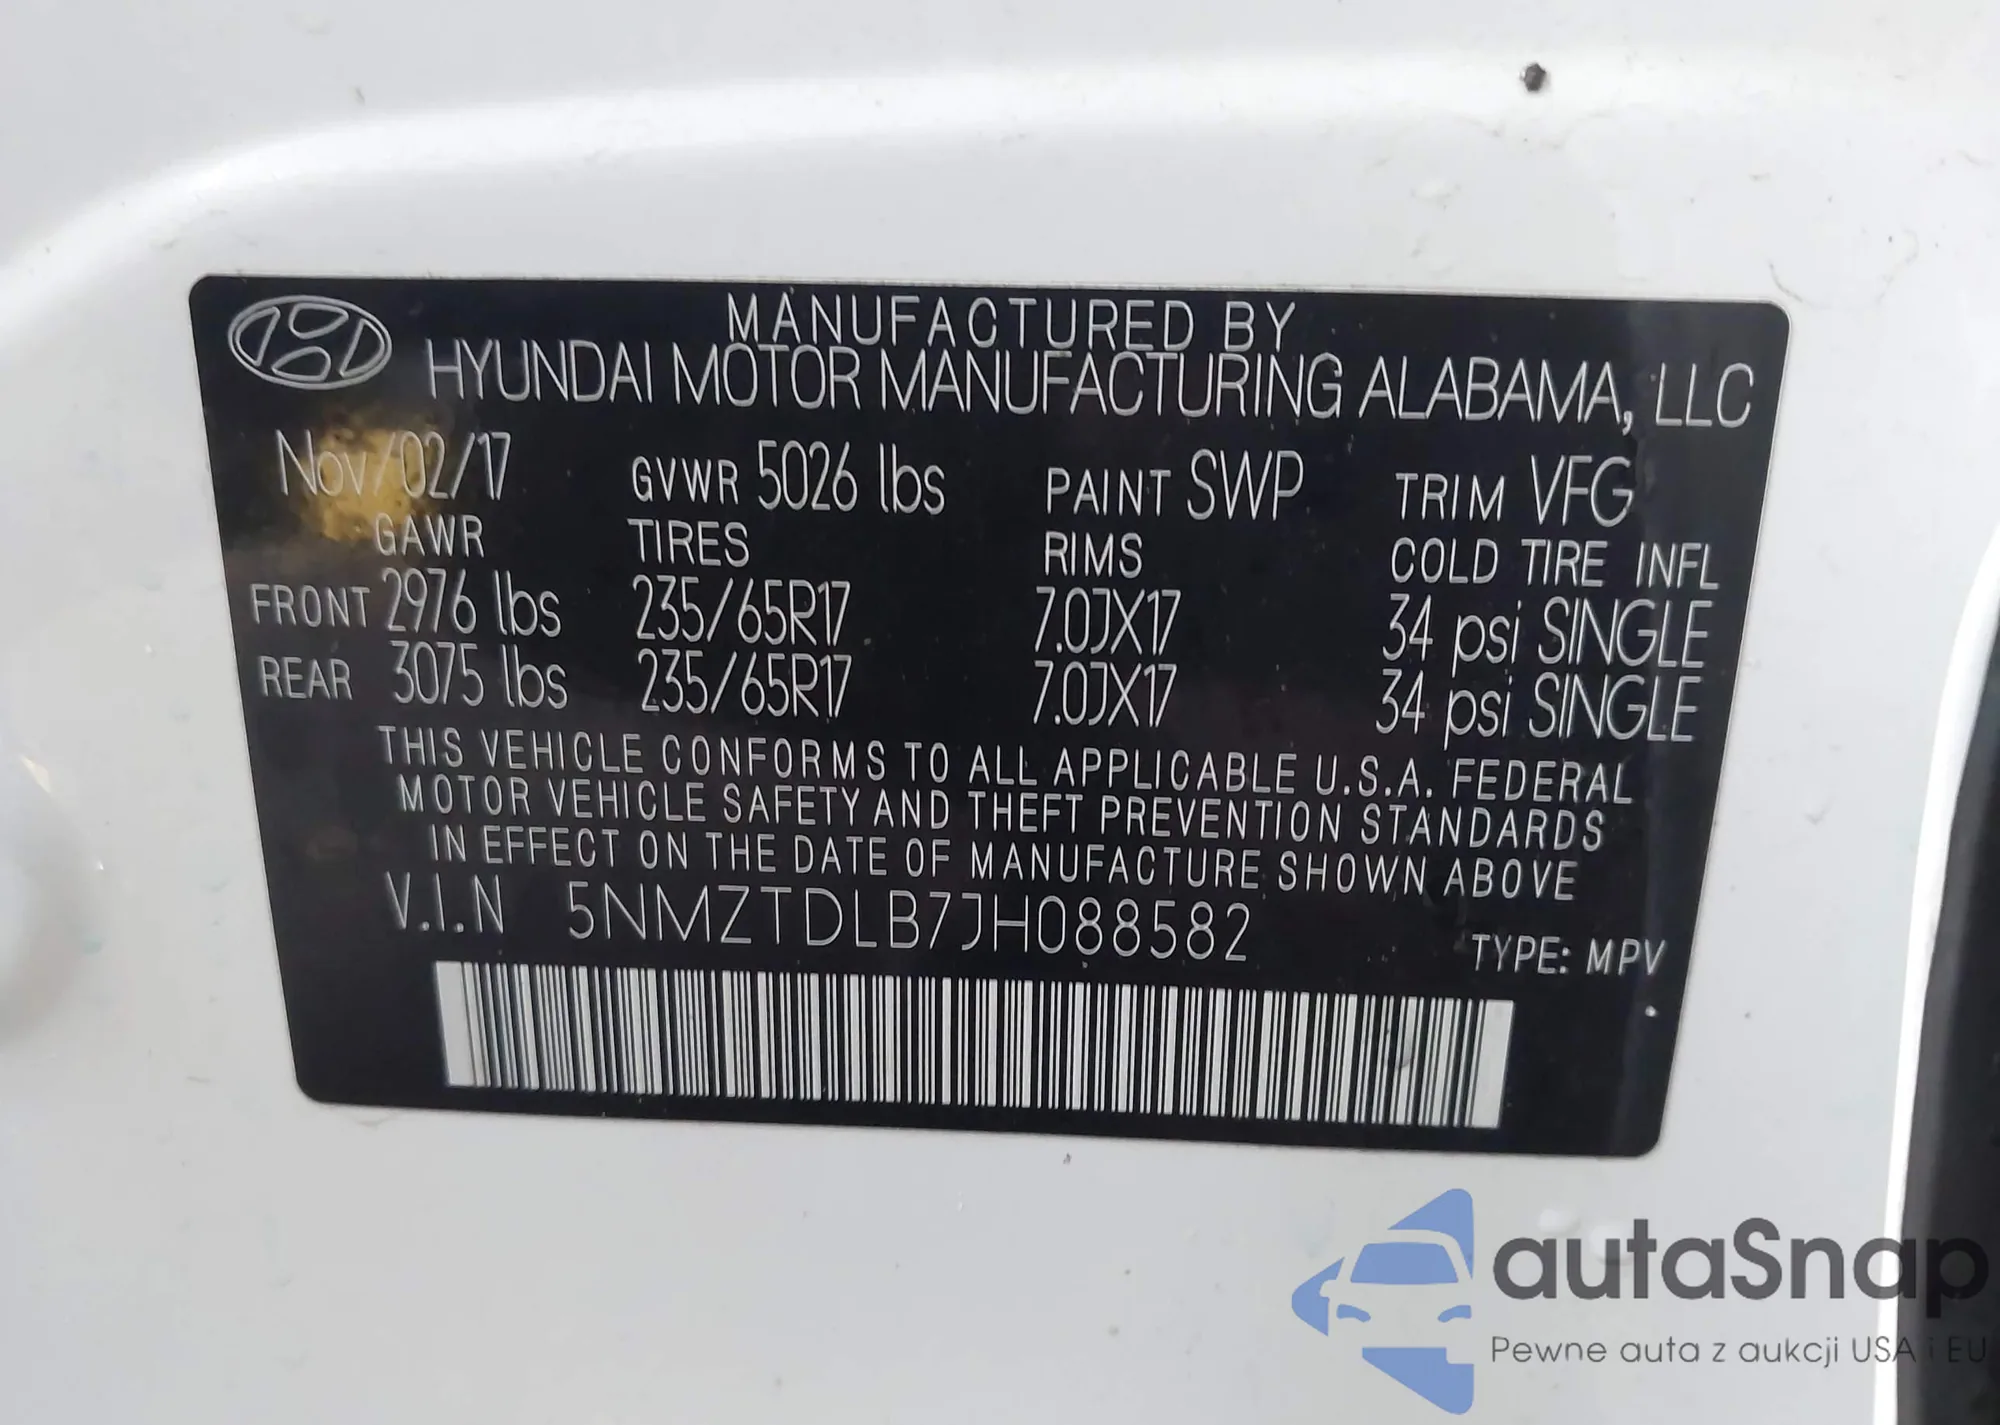 MANUFACTURED BY
HYUNDAI MOTOR MANUFACTURING ALABAMA, LLC
Nov/02/17 GVWR 5026 lbs PAINT SWP TRIM VFG
GAWR TIRES RIMS COLD TIRE INFL
FRONT 2976 lbs 235/65R17 7.0JX17 34 psi SINGLE
REAR 3075 lbs 235/65R17 7.0JX17 34 psi SINGLE
THIS VEHICLE CONFORMS TO ALL APPLICABLE U.S.A. FEDERAL
MOTOR VEHICLE SAFETY AND THEFT PREVENTION STANDARDS
IN EFFECT ON THE DATE OF MANUFACTURE SHOWN ABOVE
V.I.N 5NMZTDLB7JH088582
TYPE: MPV
autaSnap
Pewne auta z aukcji USA i EU